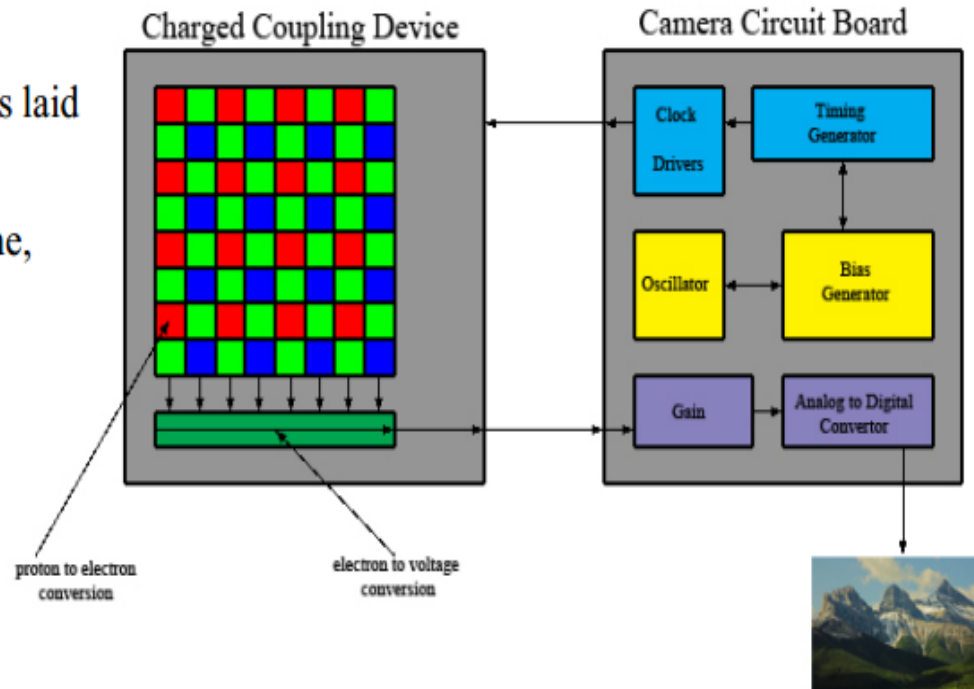 Charged Coupling Device
Camera Circuit Board
s laid
ne,
Clock
Drivers
Timing
Generator
Oscillator
Bias
Generator
Gain
Analog to Digital
Convertor
proton to electron
conversion
electron to voltage
conversion